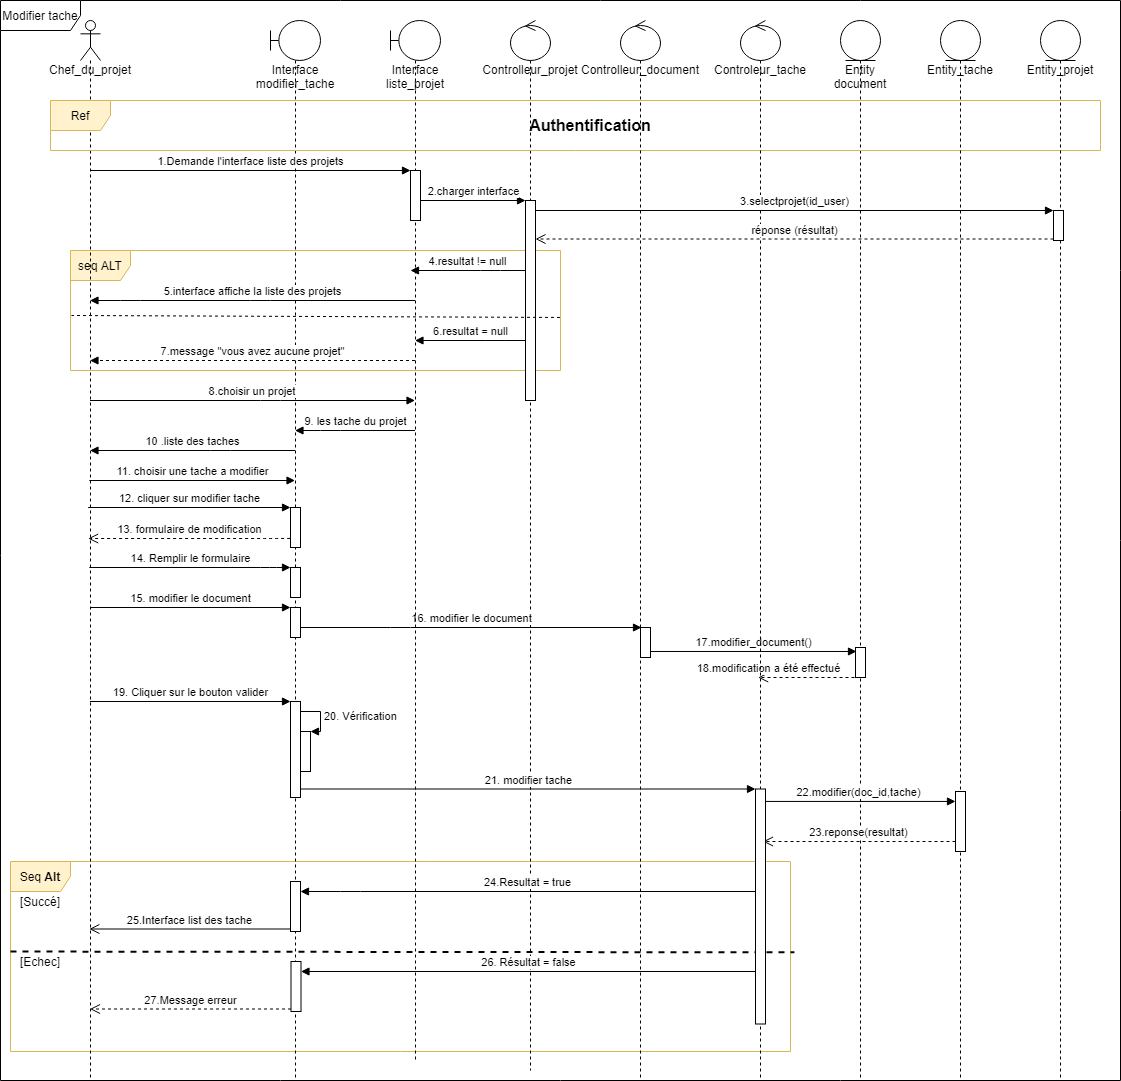 Modifier tache
Chef_du_projet
Interface
modifier_tache
Interface
liste_projet
Controlleur_projet
Controlleur_document
Controleur_tache
Entity
document
Entity_tache
Entity_projet
Ref
Authentification
1.Demande l'interface liste des projets
2.charger interface
3.selectprojet(id_user)
réponse (résultat)
seq ALT
4.resultat != null
5.interface affiche la liste des projets
6.resultat = null
7.message "vous avez aucune projet"
8.choisir un projet
9. les tache du projet
10 .liste des taches
11. choisir une tache a modifier
12. cliquer sur modifier tache
13. formulaire de modification
14. Remplir le formulaire
15. modifier le document
16. modifier le document
17.modifier_document()
18.modification a été effectué
19. Cliquer sur le bouton valider
20. Vérification
21. modifier tache
22.modifier(doc_id,tache)
23.reponse(resultat)
Seq Alt
24.Resultat = true
[Succé]
25.Interface list des tache
[Echec]
26. Résultat = false
27.Message erreur